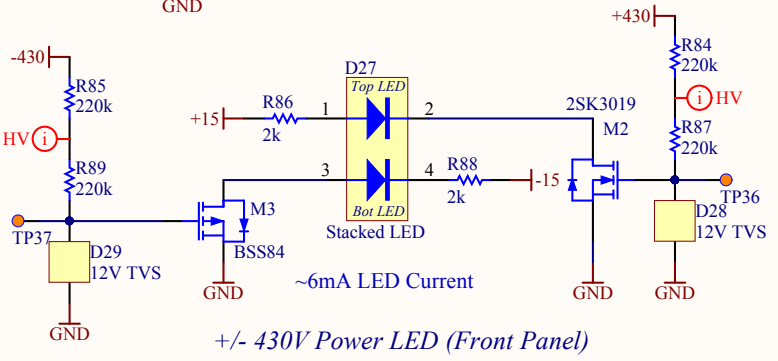 GND
+430
-430
R84
220k
R85
220k
D27
Top LED
HV
i
i
HV
+15
R86
2k
1
2
2SK3019
M2
R87
220k
R89
220k
3
4
R88
2k
-15
Bot LED
Stacked LED
M3
BSS84
TP37
TP36
D28
12V TVS
D29
12V TVS
GND
~6mA LED Current
GND
GND
GND
+/- 430V Power LED (Front Panel)